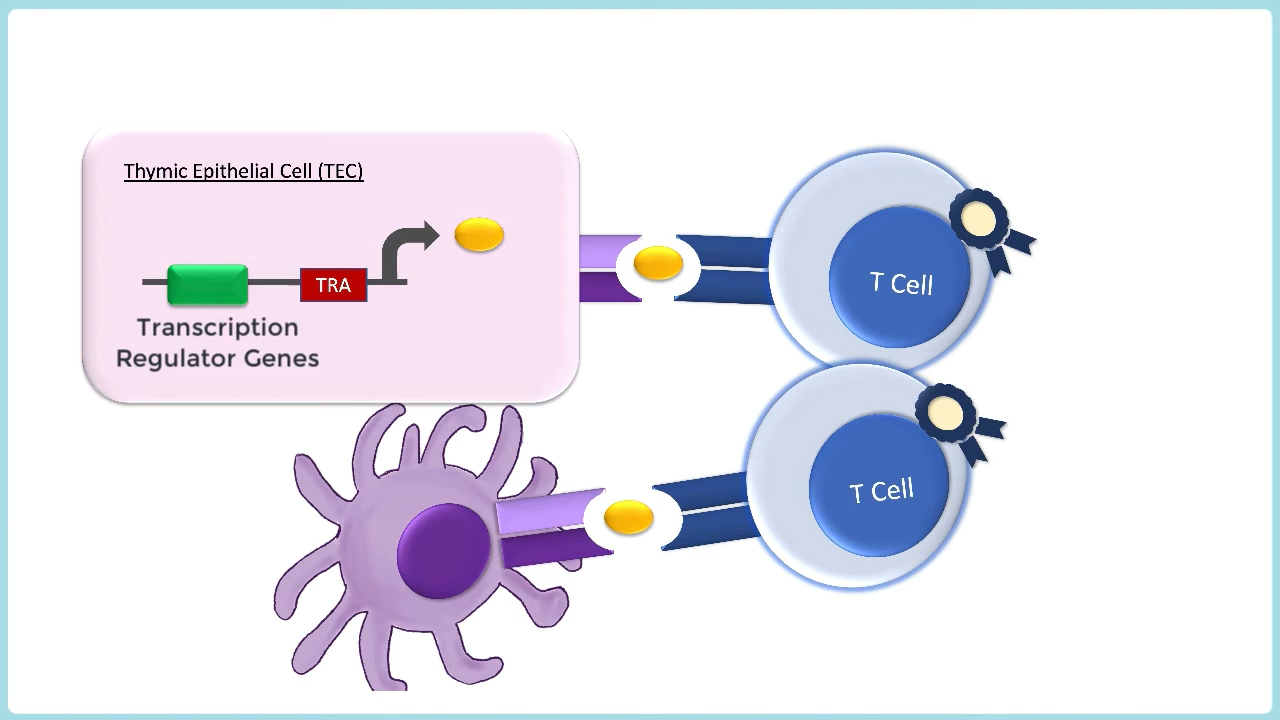 Thymic Epithelial Cell (TEC)
TRA
Transcription
Regulator Genes
T Cell
T Cell